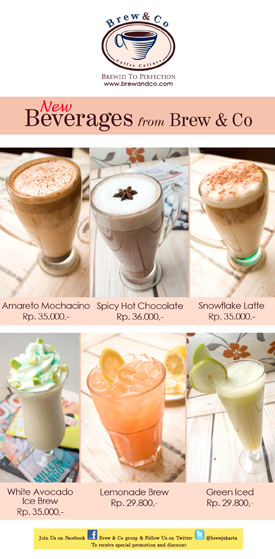 Brew & Co
Coffee Culture
BREWED TO PERFECTION
www.brewandco.com
New
Beverages from Brew & Co
Amareto Mochacino
Rp. 35.000,-
Spicy Hot Chocolate
Rp. 36.000,-
Snowflake Latte
Rp. 35.000,-
White Avocado
Ice Brew
Rp. 35.000,-
Lemonade Brew
Rp. 29.800,-
Green Iced
Rp. 29.800,-
Join Us on Facebook f Brew & Co group & Follow Us on Twitter @brewjakarta
To receive special promotion and discount